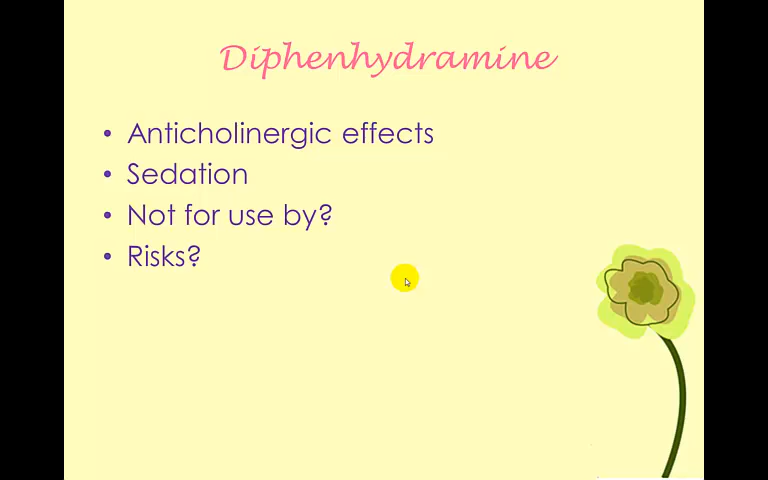 Diphenhydramine
• Anticholinergic effects
• Sedation
• Not for use by?
• Risks?